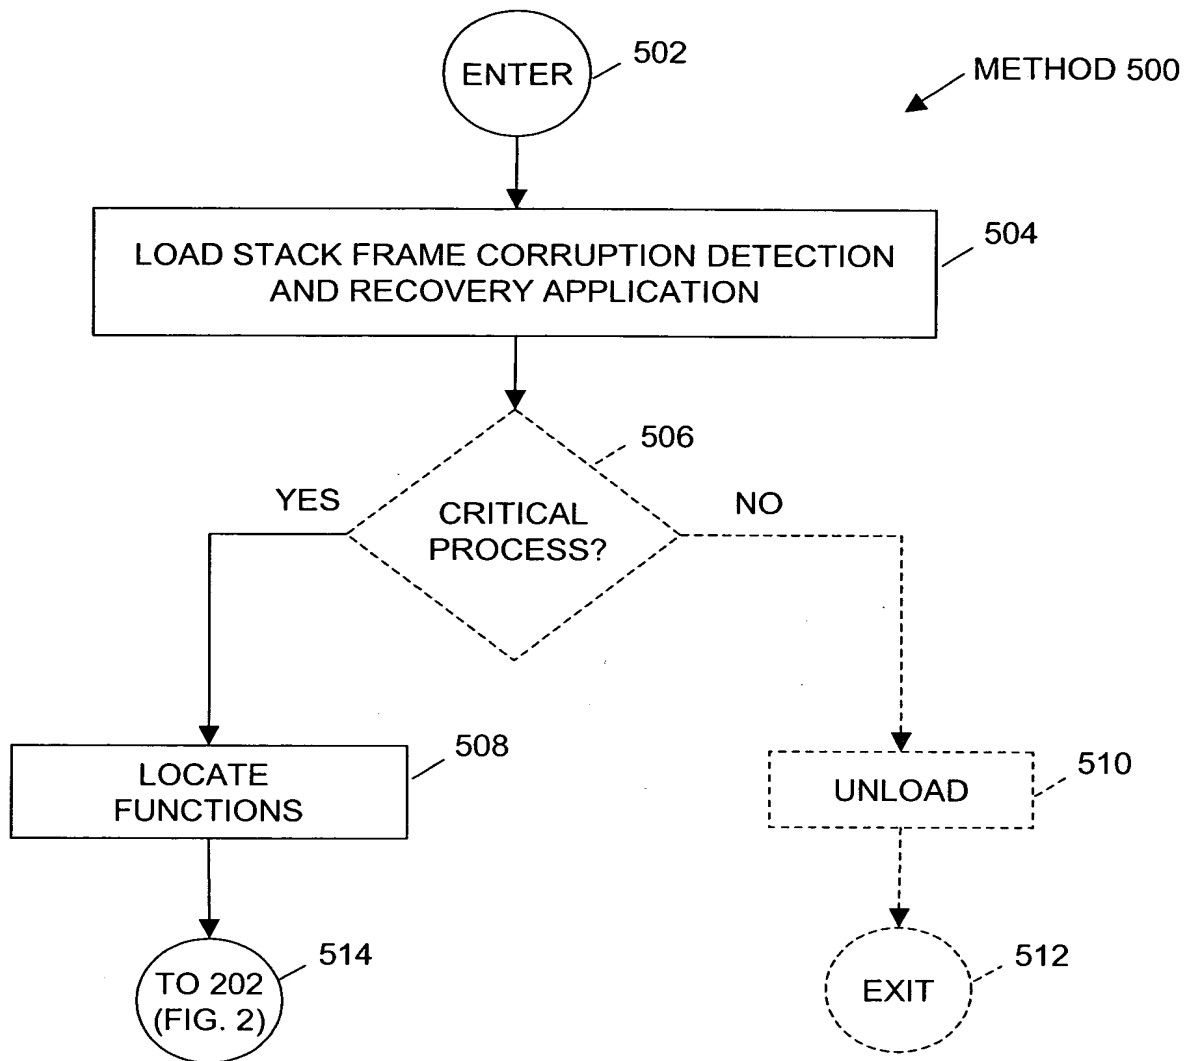 ENTER
502
METHOD 500
LOAD STACK FRAME CORRUPTION DETECTION
AND RECOVERY APPLICATION
504
506
YES
CRITICAL
PROCESS?
NO
LOCATE
FUNCTIONS
508
UNLOAD
510
TO 202
(FIG. 2)
514
EXIT
512